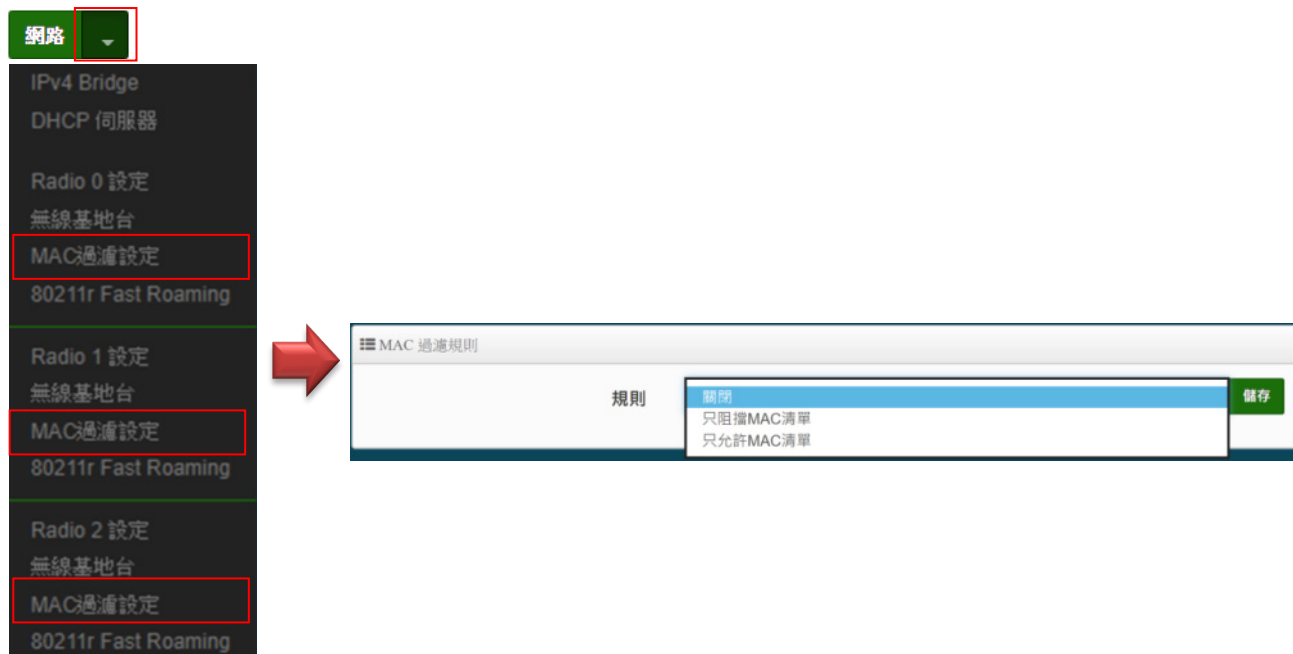 網路
IPv4 Bridge
DHCP 伺服器
Radio 0 設定
無線基地台
MAC過濾設定
80211r Fast Roaming
Radio 1 設定
無線基地台
MAC過濾設定
80211r Fast Roaming
Radio 2 設定
無線基地台
MAC過濾設定
80211r Fast Roaming
MAC 過濾規則
規則
關閉
儲存
只阻擋MAC清單
只允許MAC清單